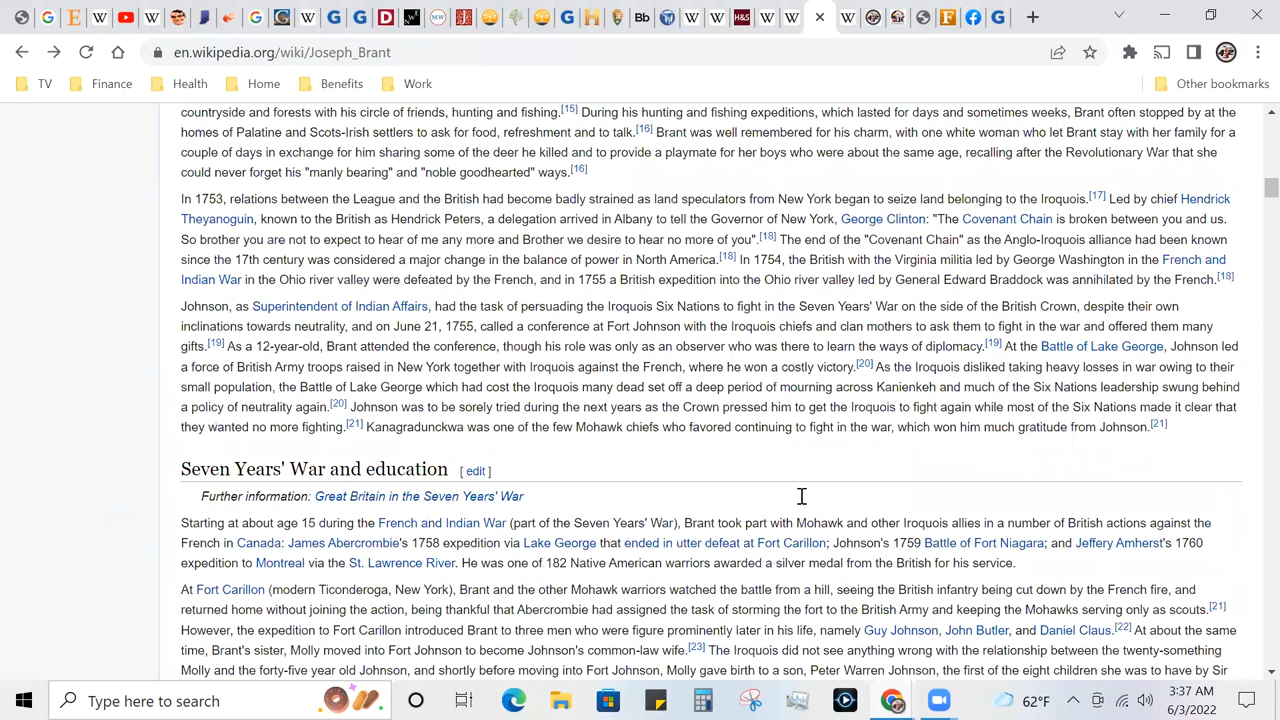 en.wikipedia.org/wiki/Joseph_Brant
TV Finance Health Home Benefits Work Other bookmarks
countryside and forests with his circle of friends, hunting and fishing.[15] During his hunting and fishing expeditions, which lasted for days and sometimes weeks, Brant often stopped by at the
homes of Palatine and Scots-Irish settlers to ask for food, refreshment and to talk.[16] Brant was well remembered for his charm, with one white woman who let Brant stay with her family for a
couple of days in exchange for him sharing some of the deer he killed and to provide a playmate for her boys who were about the same age, recalling after the Revolutionary War that she
could never forget his "manly bearing" and "noble goodhearted" ways.[16]
In 1753, relations between the League and the British had become badly strained as land speculators from New York began to seize land belonging to the Iroquois.[17] Led by chief Hendrick
Theyanoguin, known to the British as Hendrick Peters, a delegation arrived in Albany to tell the Governor of New York, George Clinton: "The Covenant Chain is broken between you and us.
So brother you are not to expect to hear of me any more and Brother we desire to hear no more of you".[18] The end of the "Covenant Chain" as the Anglo-Iroquois alliance had been known
since the 17th century was considered a major change in the balance of power in North America.[18] In 1754, the British with the Virginia militia led by George Washington in the French and
Indian War in the Ohio river valley were defeated by the French, and in 1755 a British expedition into the Ohio river valley led by General Edward Braddock was annihilated by the French.[18]
Johnson, as Superintendent of Indian Affairs, had the task of persuading the Iroquois Six Nations to fight in the Seven Years' War on the side of the British Crown, despite their own
inclinations towards neutrality, and on June 21, 1755, called a conference at Fort Johnson with the Iroquois chiefs and clan mothers to ask them to fight in the war and offered them many
gifts.[19] As a 12-year-old, Brant attended the conference, though his role was only as an observer who was there to learn the ways of diplomacy.[19] At the Battle of Lake George, Johnson led
a force of British Army troops raised in New York together with Iroquois against the French, where he won a costly victory.[20] As the Iroquois disliked taking heavy losses in war owing to their
small population, the Battle of Lake George which had cost the Iroquois many dead set off a deep period of mourning across Kanienkeh and much of the Six Nations leadership swung behind
a policy of neutrality again.[20] Johnson was to be sorely tried during the next years as the Crown pressed him to get the Iroquois to fight again while most of the Six Nations made it clear that
they wanted no more fighting.[21] Kanagradunckwa was one of the few Mohawk chiefs who favored continuing to fight in the war, which won him much gratitude from Johnson.[21]
Seven Years' War and education [ edit ]
Further information: Great Britain in the Seven Years' War
Starting at about age 15 during the French and Indian War (part of the Seven Years' War), Brant took part with Mohawk and other Iroquois allies in a number of British actions against the
French in Canada: James Abercrombie's 1758 expedition via Lake George that ended in utter defeat at Fort Carillon; Johnson's 1759 Battle of Fort Niagara; and Jeffery Amherst's 1760
expedition to Montreal via the St. Lawrence River. He was one of 182 Native American warriors awarded a silver medal from the British for his service.
At Fort Carillon (modern Ticonderoga, New York), Brant and the other Mohawk warriors watched the battle from a hill, seeing the British infantry being cut down by the French fire, and
returned home without joining the action, being thankful that Abercrombie had assigned the task of storming the fort to the British Army and keeping the Mohawks serving only as scouts.[21]
However, the expedition to Fort Carillon introduced Brant to three men who were figure prominently later in his life, namely Guy Johnson, John Butler, and Daniel Claus.[22] At about the same
time, Brant's sister, Molly moved into Fort Johnson to become Johnson's common-law wife.[23] The Iroquois did not see anything wrong with the relationship between the twenty-something
Molly and the forty-five year old Johnson, and shortly before moving into Fort Johnson, Molly gave birth to a son, Peter Warren Johnson, the first of the eight children she was to have by Sir
Type here to search
62°F
3:37 AM
6/3/2022